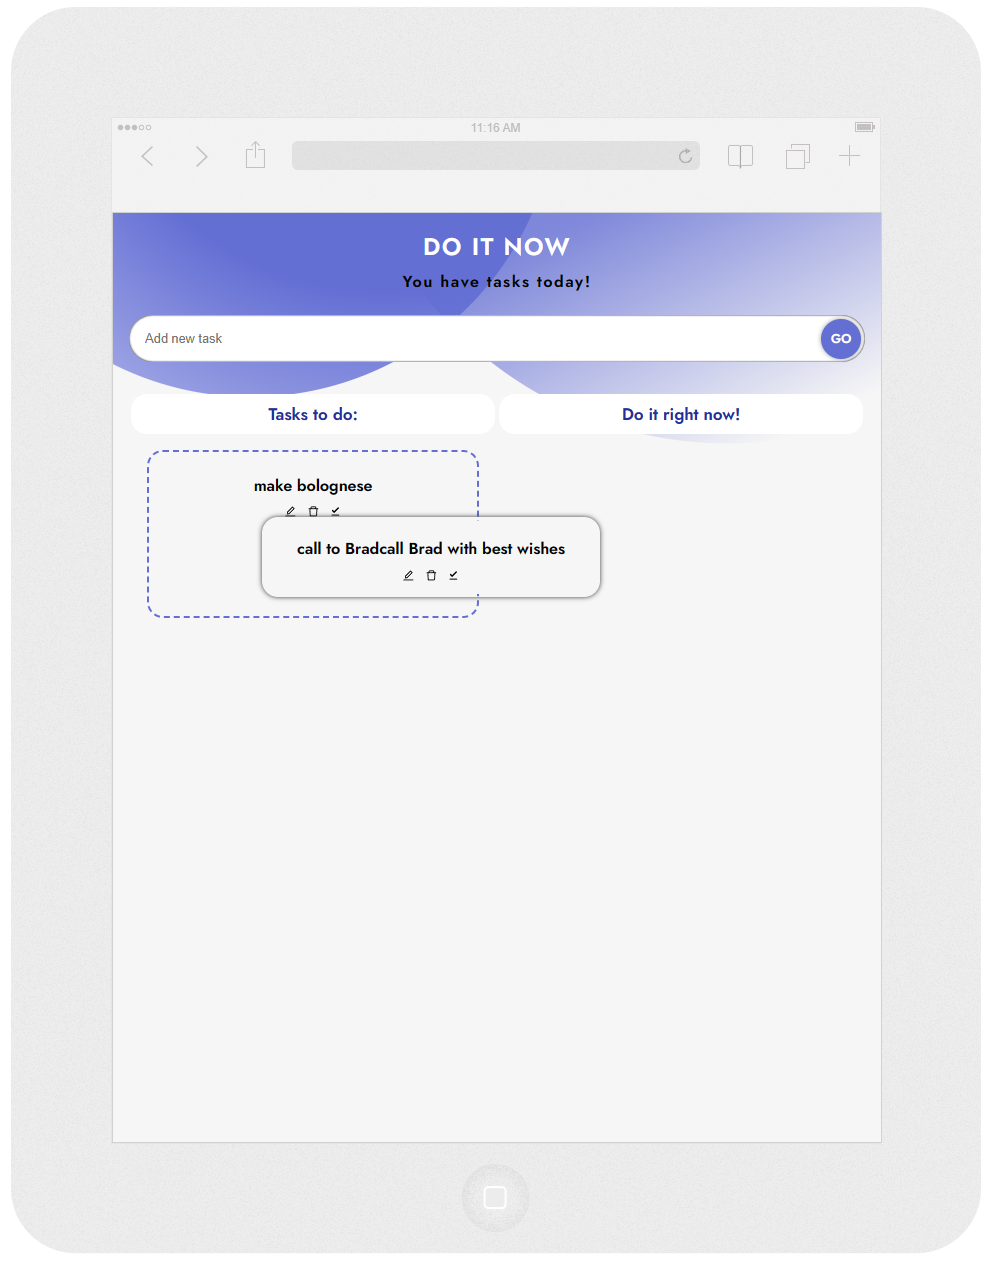 11:16 AM
DO IT NOW
You have tasks today!
Add new task
GO
Tasks to do:
Do it right now!
make bolognese
call to Bradcall Brad with best wishes